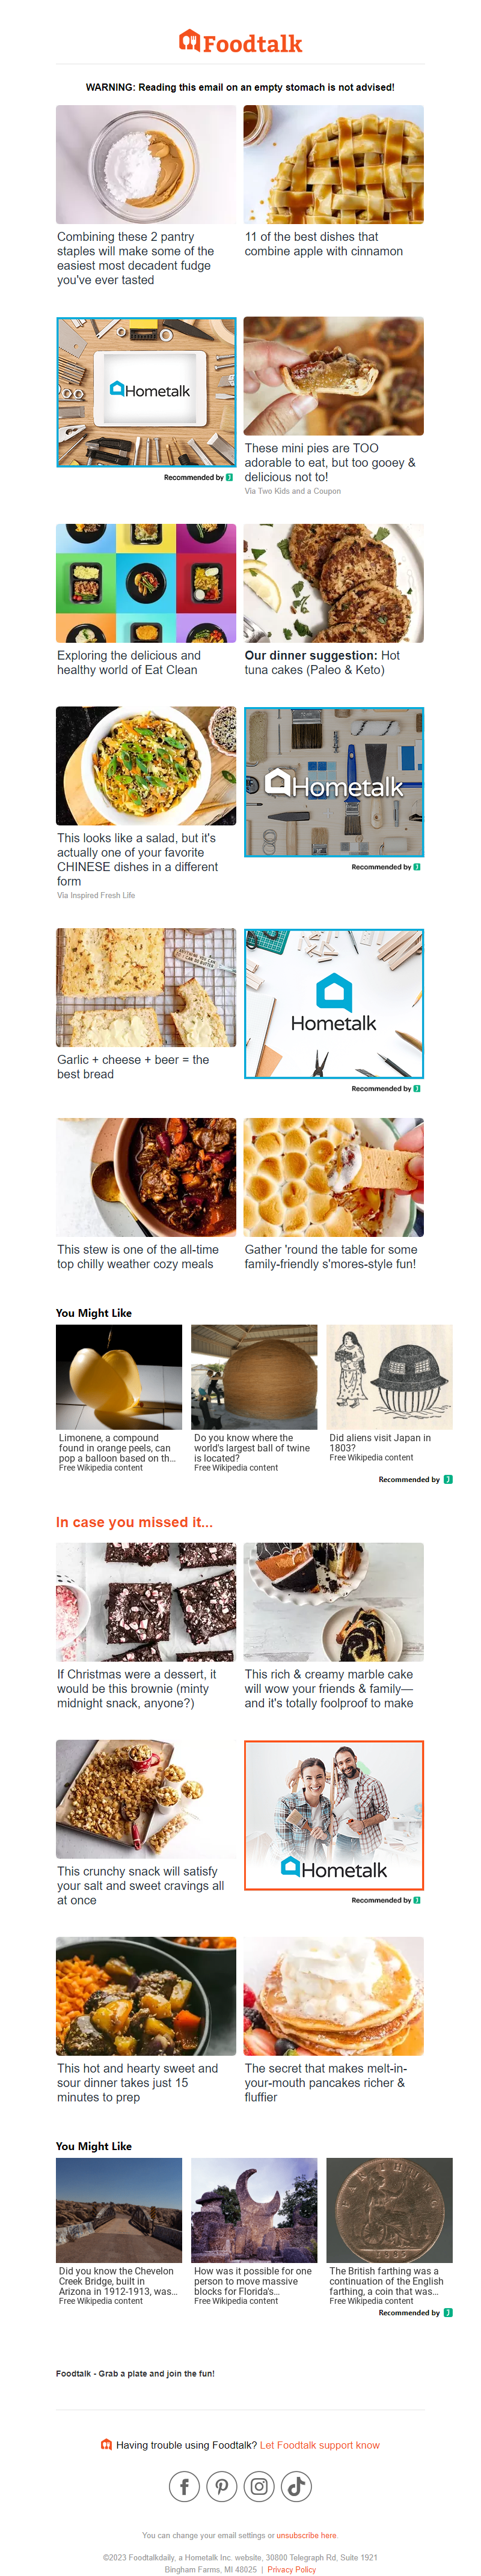 Foodtalk
WARNING: Reading this email on an empty stomach is not advised!
Combining these 2 pantry
staples will make some of the
easiest most decadent fudge
you've ever tasted
11 of the best dishes that
combine apple with cinnamon
Hometalk
Recommended by
These mini pies are TOO
adorable to eat, but too gooey &
delicious not to!
Via Two Kids and a Coupon
Exploring the delicious and
healthy world of Eat Clean
Our dinner suggestion: Hot
tuna cakes (Paleo & Keto)
This looks like a salad, but it's
actually one of your favorite
CHINESE dishes in a different
form
Via Inspired Fresh Life
Hometalk
Recommended by
Garlic + cheese + beer = the
best bread
Hometalk
Recommended by
This stew is one of the all-time
top chilly weather cozy meals
Gather 'round the table for some
family-friendly s'mores-style fun!
You Might Like
Limonene, a compound
found in orange peels, can
pop a balloon based on th...
Free Wikipedia content
Do you know where the
world's largest ball of twine
is located?
Free Wikipedia content
Did aliens visit Japan in
1803?
Free Wikipedia content
Recommended by
In case you missed it...
If Christmas were a dessert, it
would be this brownie (minty
midnight snack, anyone?)
This rich & creamy marble cake
will wow your friends & family—
and it's totally foolproof to make
This crunchy snack will satisfy
your salt and sweet cravings all
at once
Hometalk
Recommended by
This hot and hearty sweet and
sour dinner takes just 15
minutes to prep
The secret that makes melt-in-
your-mouth pancakes richer &
fluffier
You Might Like
Did you know the Chevelon
Creek Bridge, built in
Arizona in 1912-1913, was...
Free Wikipedia content
How was it possible for one
person to move massive
blocks for Florida's...
Free Wikipedia content
FARTHING
The British farthing was a
continuation of the English
farthing, a coin that was...
Free Wikipedia content
Recommended by
Foodtalk - Grab a plate and join the fun!
Having trouble using Foodtalk? Let Foodtalk support know
You can change your email settings or unsubscribe here.
©2023 Foodtalkdaily, a Hometalk Inc. website, 30800 Telegraph Rd, Suite 1921
Bingham Farms, MI 48025 | Privacy Policy